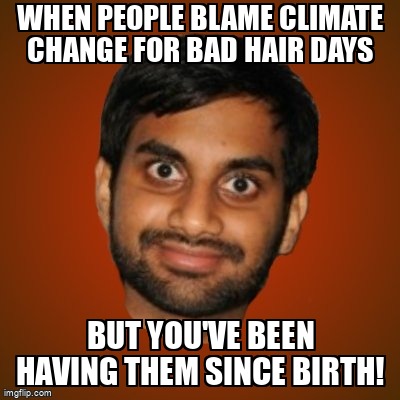 WHEN PEOPLE BLAME CLIMATE
CHANGE FOR BAD HAIR DAYS
BUT YOU'VE BEEN
HAVING THEM SINCE BIRTH!
imgflip.com